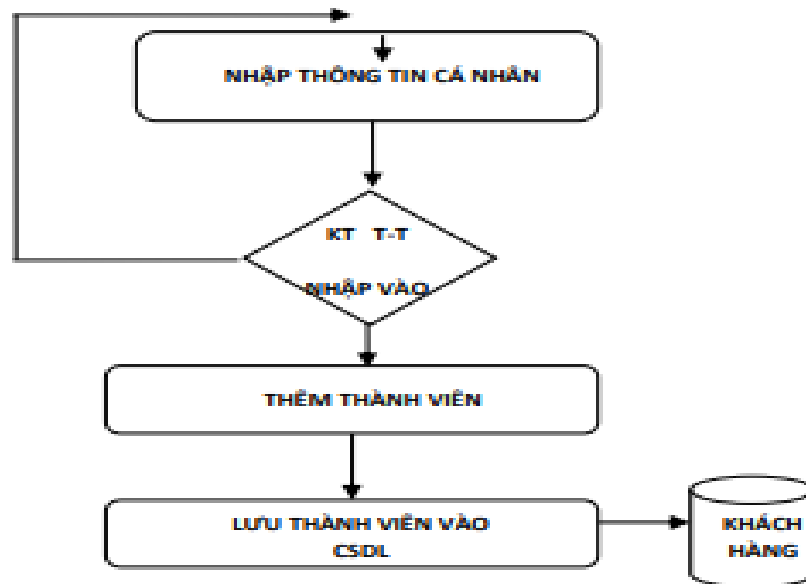 NHẬP THÔNG TIN CÁ NHÂN
KT T-T
NHẬP VÀO
THÊM THÀNH VIÊN
LƯU THÀNH VIÊN VÀO
CSDL
KHÁCH
HÀNG